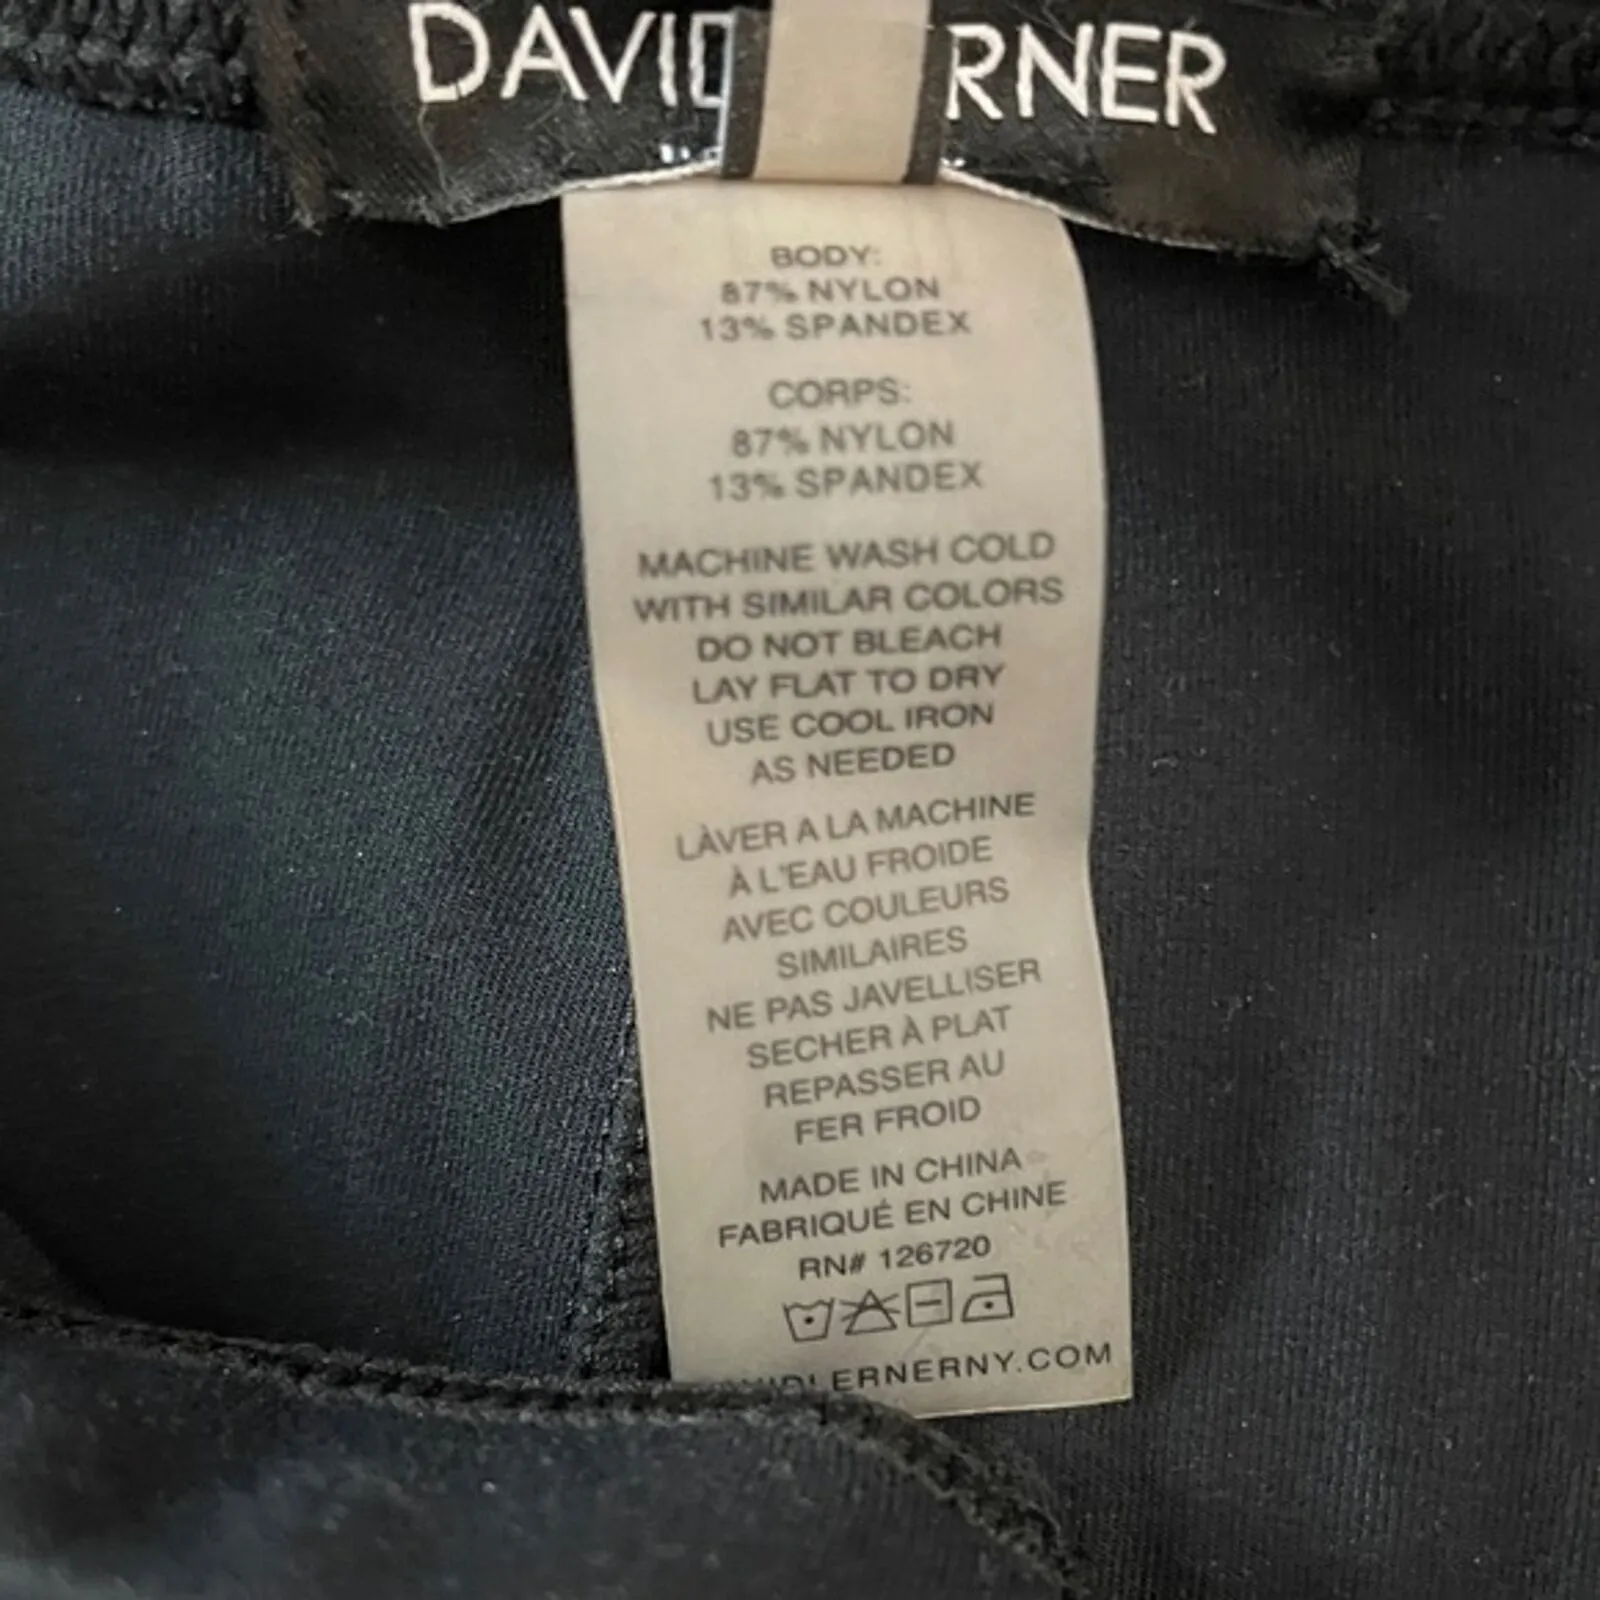 DAVID ERNER
BODY:
87% NYLON
13% SPANDEX
CORPS:
87% NYLON
13% SPANDEX
MACHINE WASH COLD
WITH SIMILAR COLORS
DO NOT BLEACH
LAY FLAT TO DRY
USE COOL IRON
AS NEEDED
LÀVER A LA MACHINE
À L'EAU FROIDE
AVEC COULEURS
SIMILAIRES
NE PAS JAVELLISER
SECHER À PLAT
REPASSER AU
FER FROID
MADE IN CHINA
FABRIQUÉ EN CHINE
RN# 126720
AVIDLERNERNY.COM